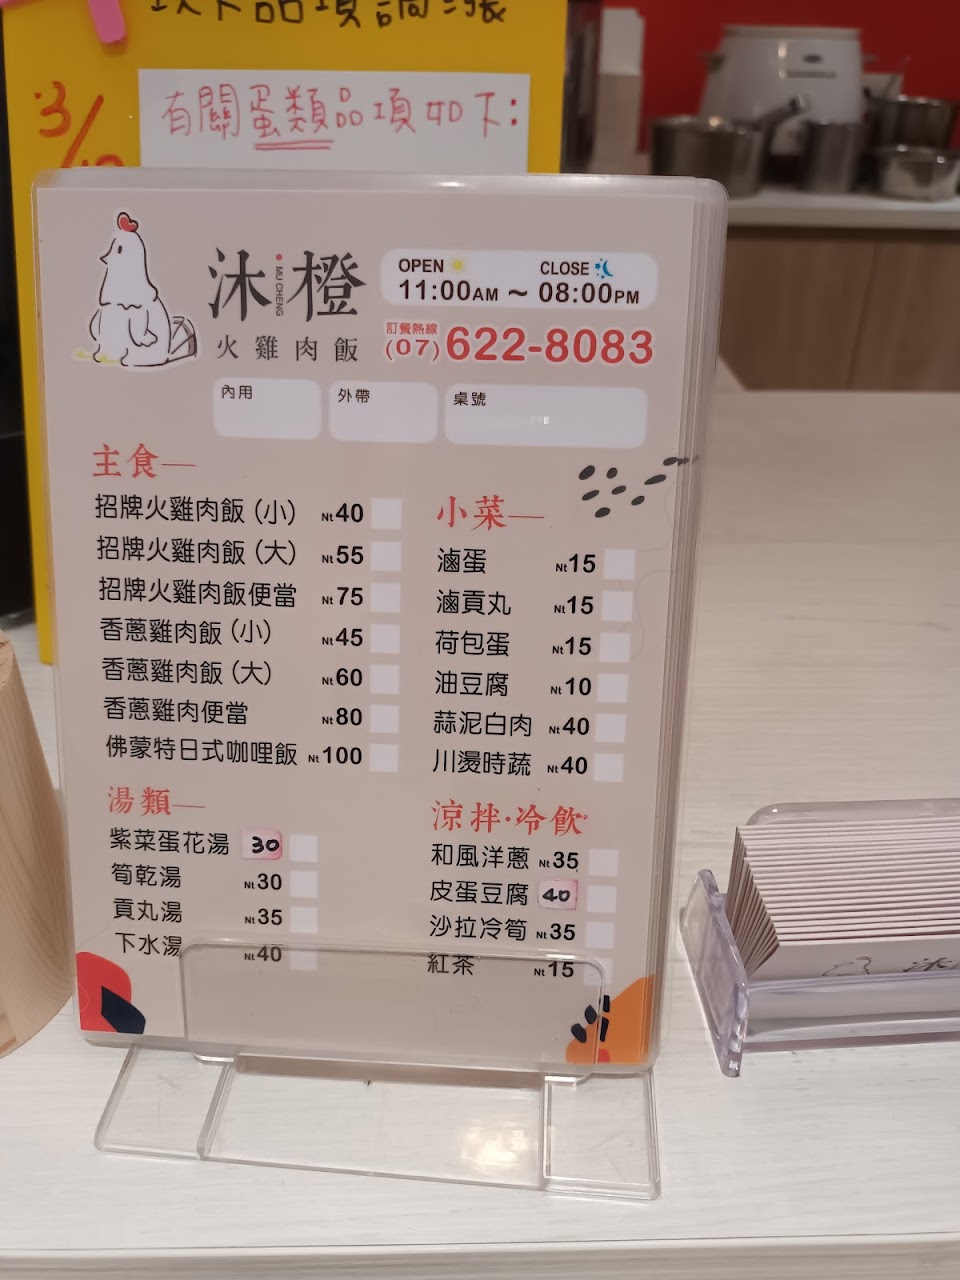 以下品項調漲
3/
有關蛋類品項如下:
沐橙
MU CHENG
火雞肉飯
OPEN CLOSE
11:00AM ~ 08:00PM
訂餐熱線
(07) 622-8083
內用
外帶
桌號
主食—
招牌火雞肉飯(小) Nt40
招牌火雞肉飯(大) Nt55
招牌火雞肉飯便當 Nt75
香蔥雞肉飯(小) Nt45
香蔥雞肉飯(大) Nt60
香蔥雞肉便當 Nt80
佛蒙特日式咖哩飯 Nt100
湯類—
紫菜蛋花湯 30
筍乾湯 Nt30
貢丸湯 Nt35
下水湯 Nt40
小菜—
滷蛋 Nt15
滷貢丸 Nt15
荷包蛋 Nt15
油豆腐 Nt10
蒜泥白肉 Nt40
川燙時蔬 Nt40
涼拌·冷飲
和風洋蔥 Nt35
皮蛋豆腐 40
沙拉冷筍 Nt35
紅茶 Nt15